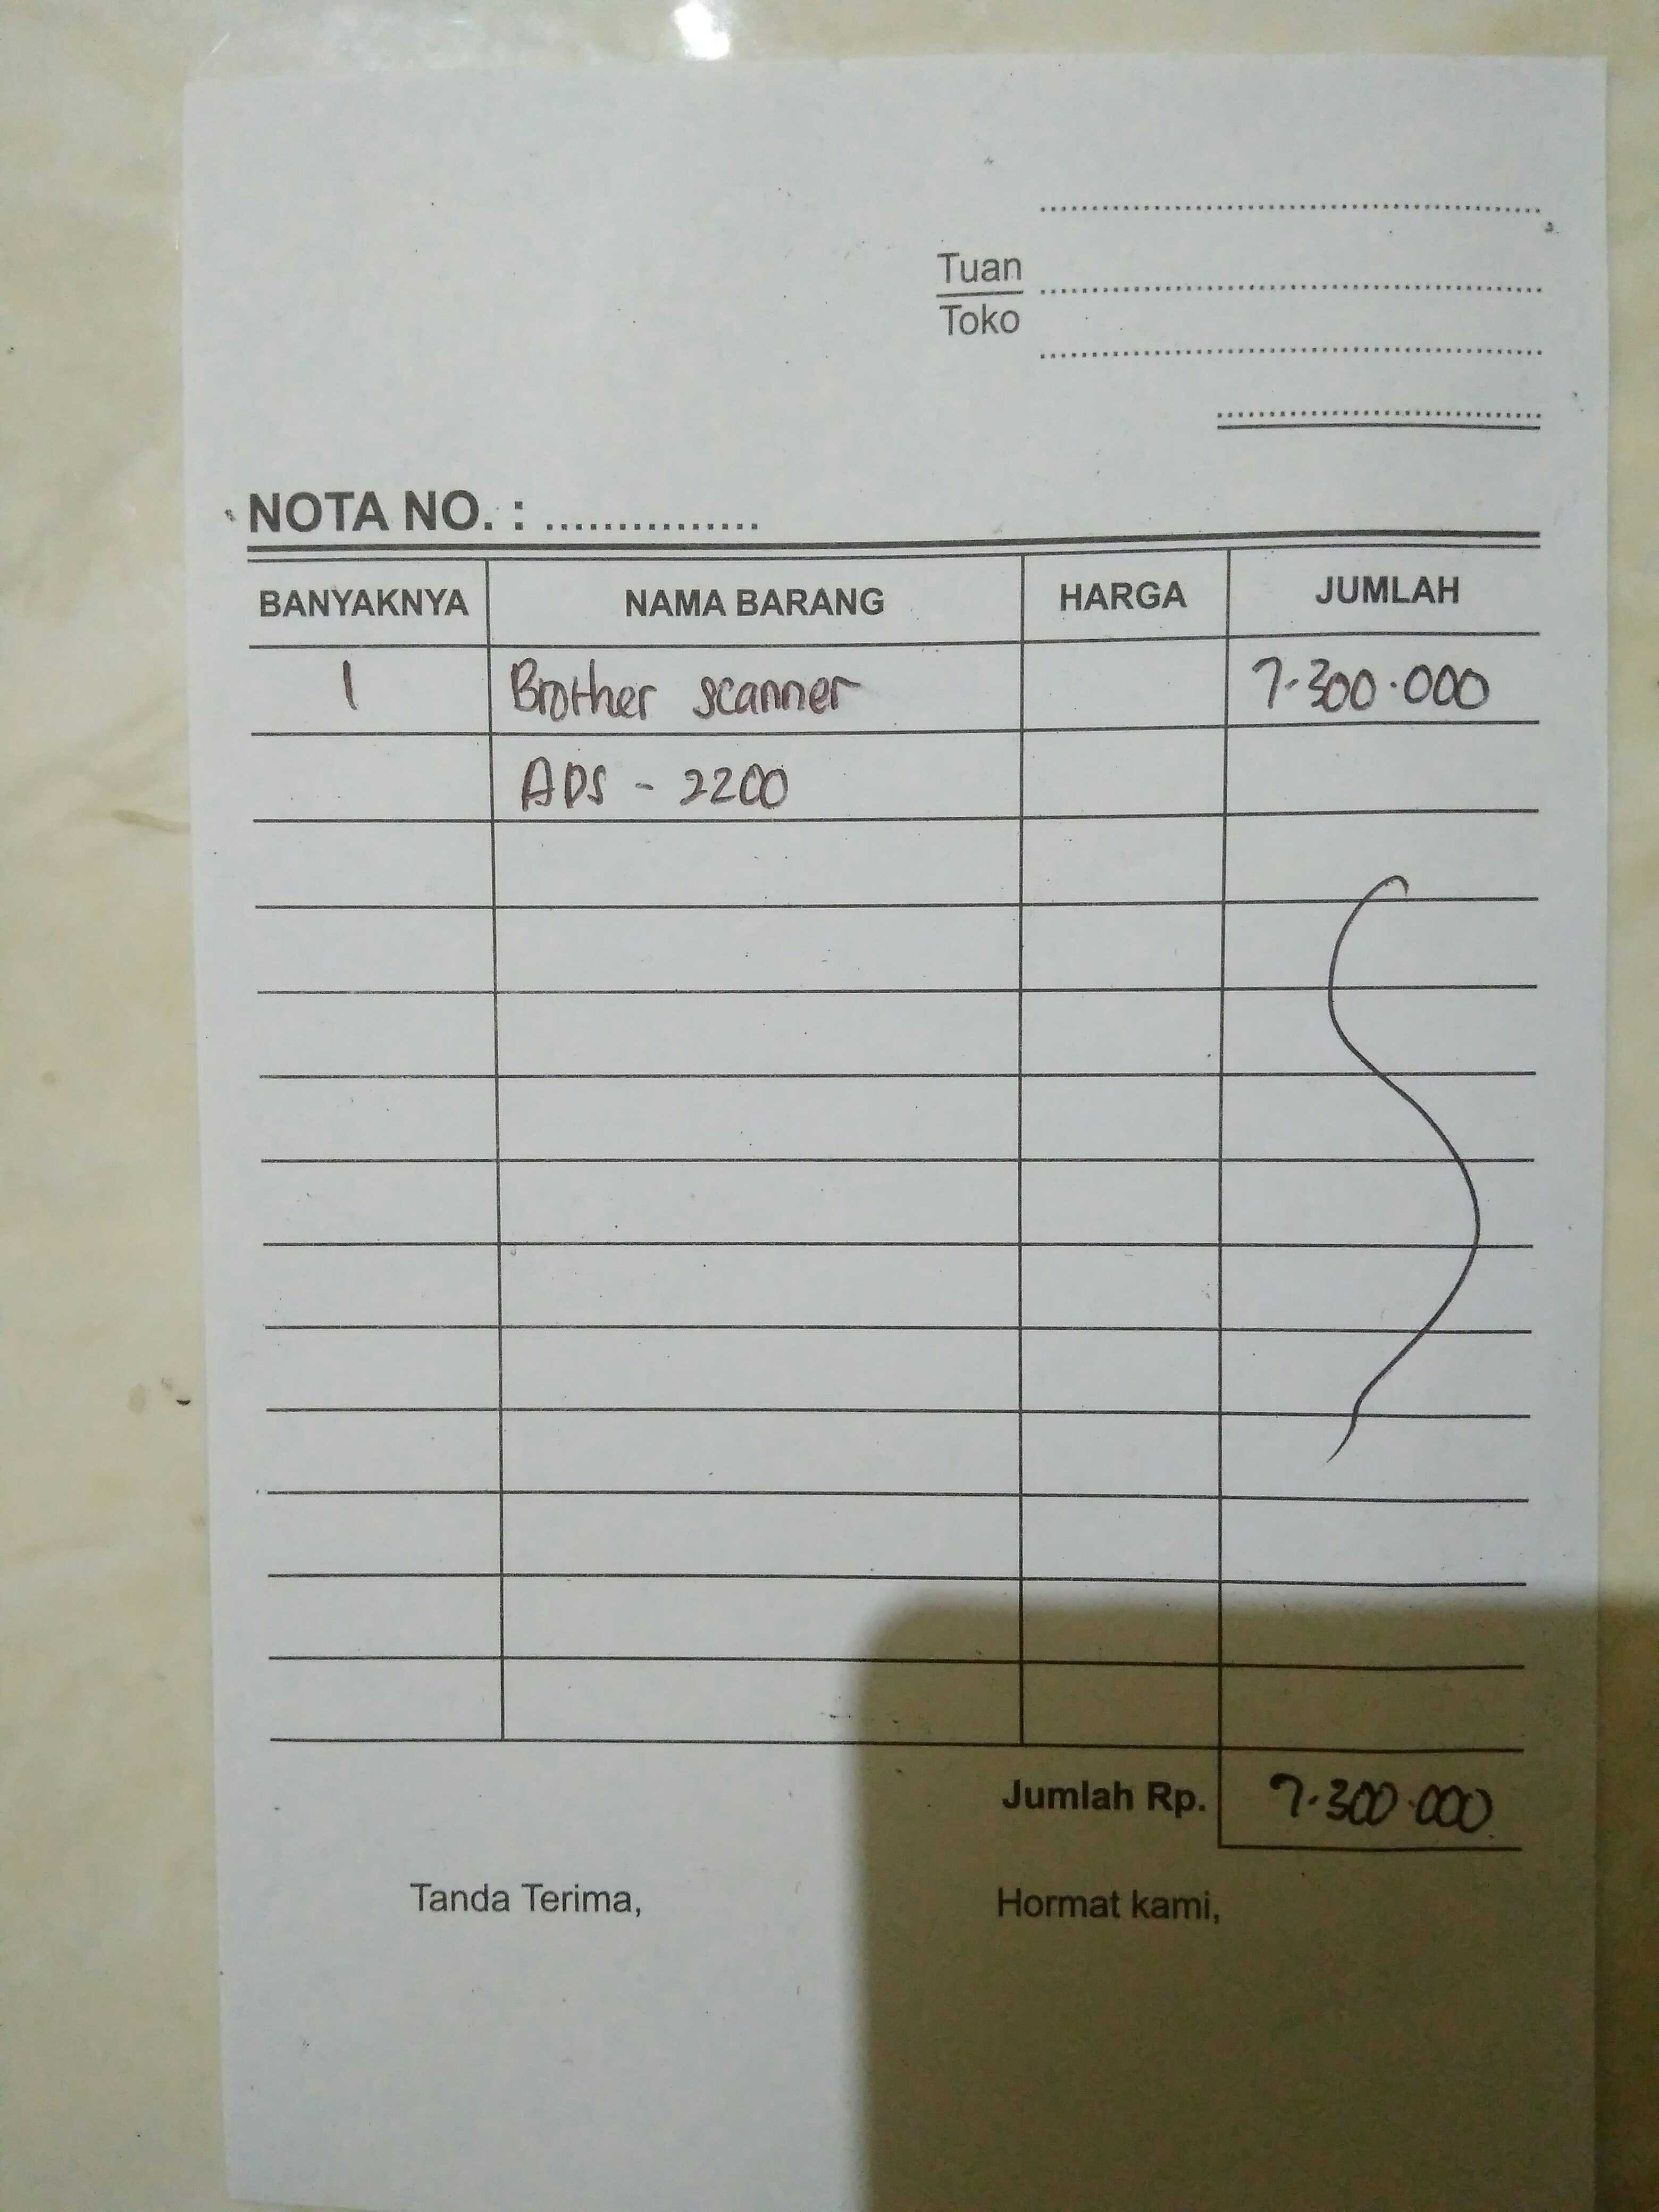 Tuan
Toko
NOTA NO. : ...............
BANYAKNYA NAMA BARANG HARGA JUMLAH
1 Brother scanner 7.300.000
ADS - 2200
Jumlah Rp. 7.300.000
Tanda Terima, Hormat kami,